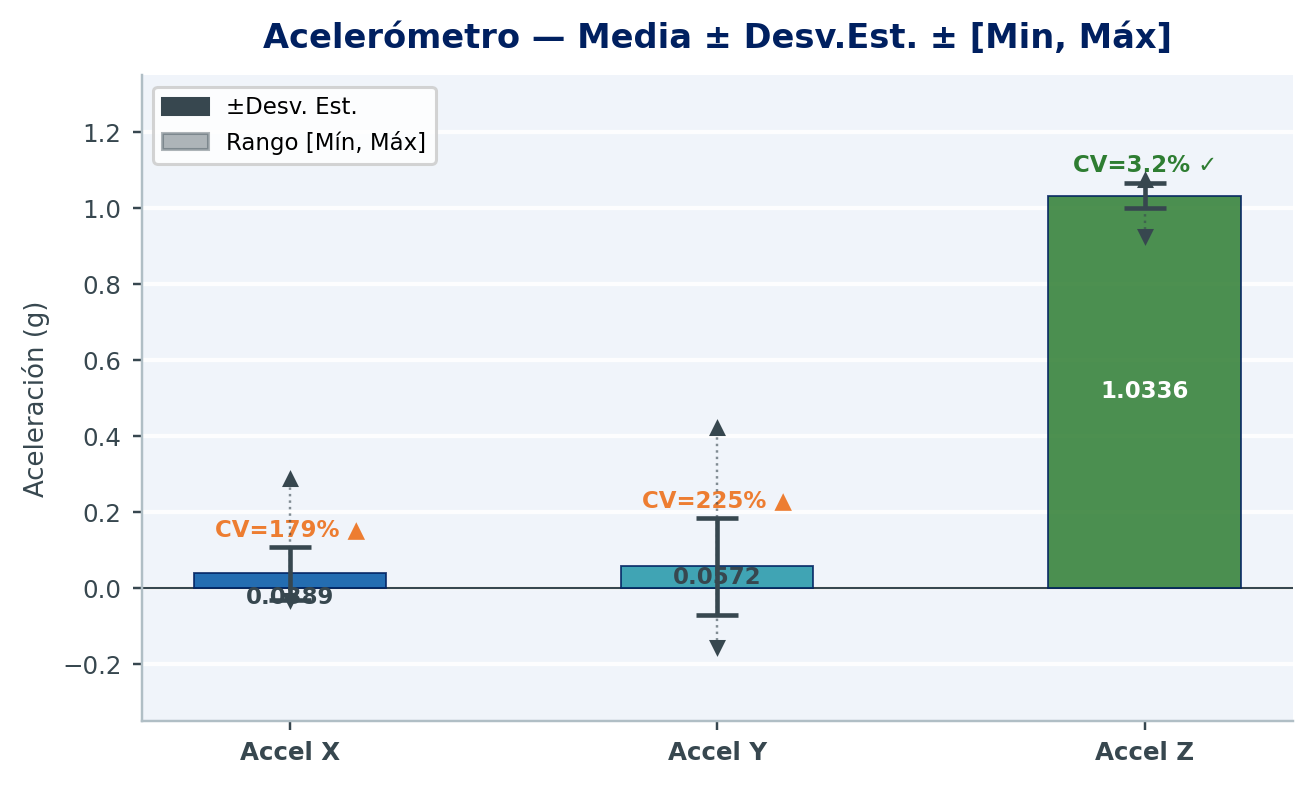 Acelerómetro — Media ± Desv.Est. ± [Min, Máx]
±Desv. Est.
Rango [Mín, Máx]
Aceleración (g)
1.2
1.0
0.8
0.6
0.4
0.2
0.0
−0.2
CV=179% ▲
0.0389
CV=225% ▲
0.0572
CV=3.2% ✓
1.0336
Accel X
Accel Y
Accel Z